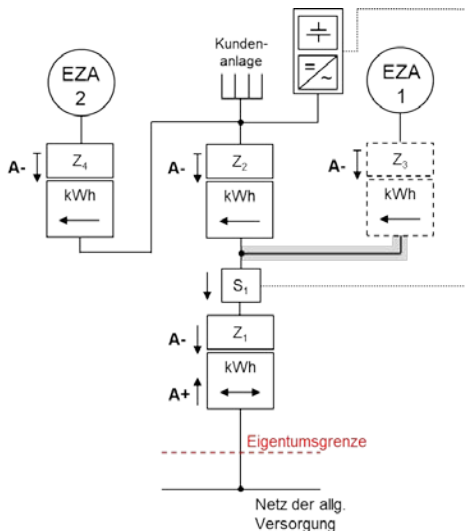 Kunden-
anlage
EZA
2
=
~
EZA
1
A-
Z₄
kWh
A-
Z₂
kWh
A-
Z₃
kWh
S₁
A-
Z₁
A+
kWh
Eigentumsgrenze
Netz der allg.
Versorgung